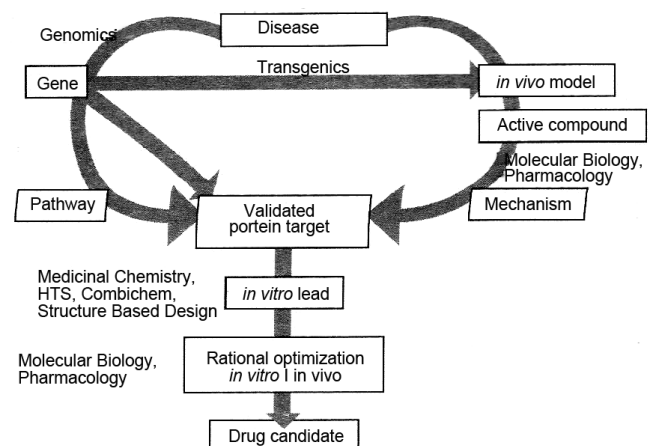 Disease
Genomics
Transgenics
Gene
in vivo model
Active compound
Molecular Biology,
Pharmacology
Pathway
Validated
portein target
Mechanism
Medicinal Chemistry,
HTS, Combichem,
Structure Based Design
in vitro lead
Molecular Biology,
Pharmacology
Rational optimization
in vitro I in vivo
Drug candidate